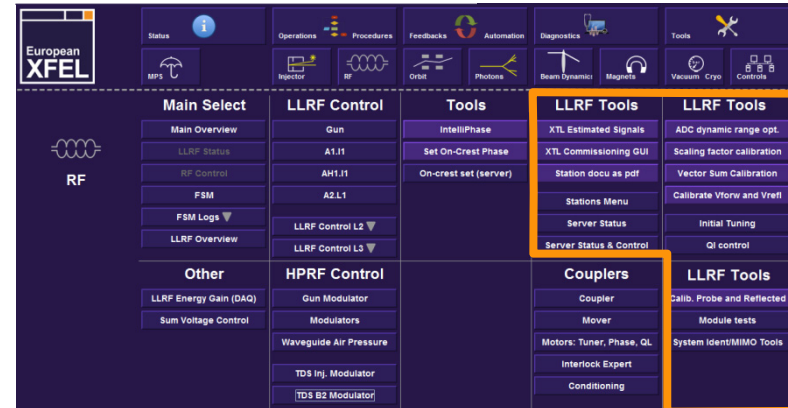 European
XFEL
Status
Operations
Procedures
Feedbacks
Automation
Diagnostics
Tools
MPS
Injector
RF
Orbit
Photons
Beam Dynamics
Magnets
Vacuum Cryo
Controls
RF
Main Select
Main Overview
LLRF Status
RF Control
FSM
FSM Logs
LLRF Overview
LLRF Control
Gun
A1.I1
AH1.I1
A2.L1
LLRF Control L2
LLRF Control L3
Tools
IntelliPhase
Set On-Crest Phase
On-crest set (server)
LLRF Tools
XTL Estimated Signals
XTL Commissioning GUI
Station docu as pdf
Stations Menu
Server Status
Server Status & Control
LLRF Tools
ADC dynamic range opt.
Scaling factor calibration
Vector Sum Calibration
Calibrate Vforw and Vrefl
Initial Tuning
Ql control
Other
LLRF Energy Gain (DAQ)
Sum Voltage Control
HPRF Control
Gun Modulator
Modulators
Waveguide Air Pressure
TDS Inj. Modulator
TDS B2 Modulator
Couplers
Coupler
Mover
Motors: Tuner, Phase, QL
Interlock Expert
Conditioning
LLRF Tools
Calib. Probe and Reflected
Module tests
System Ident/MIMO Tools